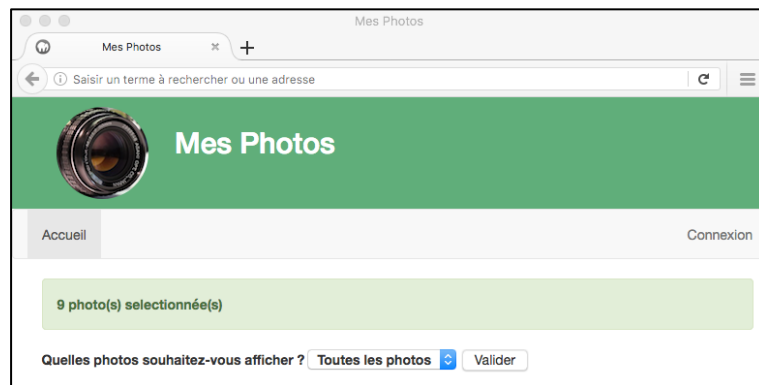 Mes Photos
Mes Photos
Saisir un terme à rechercher ou une adresse
Mes Photos
Accueil
Connexion
9 photo(s) selectionnée(s)
Quelles photos souhaitez-vous afficher ? Toutes les photos Valider